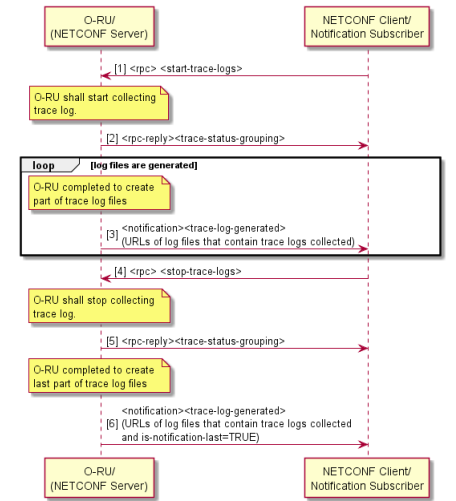 O-RU/
(NETCONF Server)
NETCONF Client/
Notification Subscriber
[1] <rpc> <start-trace-logs>
O-RU shall start collecting
trace log.
[2] <rpc-reply><trace-status-grouping>
loop
[log files are generated]
O-RU completed to create
part of trace log files
<notification><trace-log-generated>
[3]
(URLs of log files that contain trace logs collected)
[4] <rpc> <stop-trace-logs>
O-RU shall stop collecting
trace log.
[5] <rpc-reply><trace-status-grouping>
O-RU completed to create
last part of trace log files
<notification><trace-log-generated>
[6] (URLs of log files that contain trace logs collected
and is-notification-last=TRUE)
O-RU/
(NETCONF Server)
NETCONF Client/
Notification Subscriber